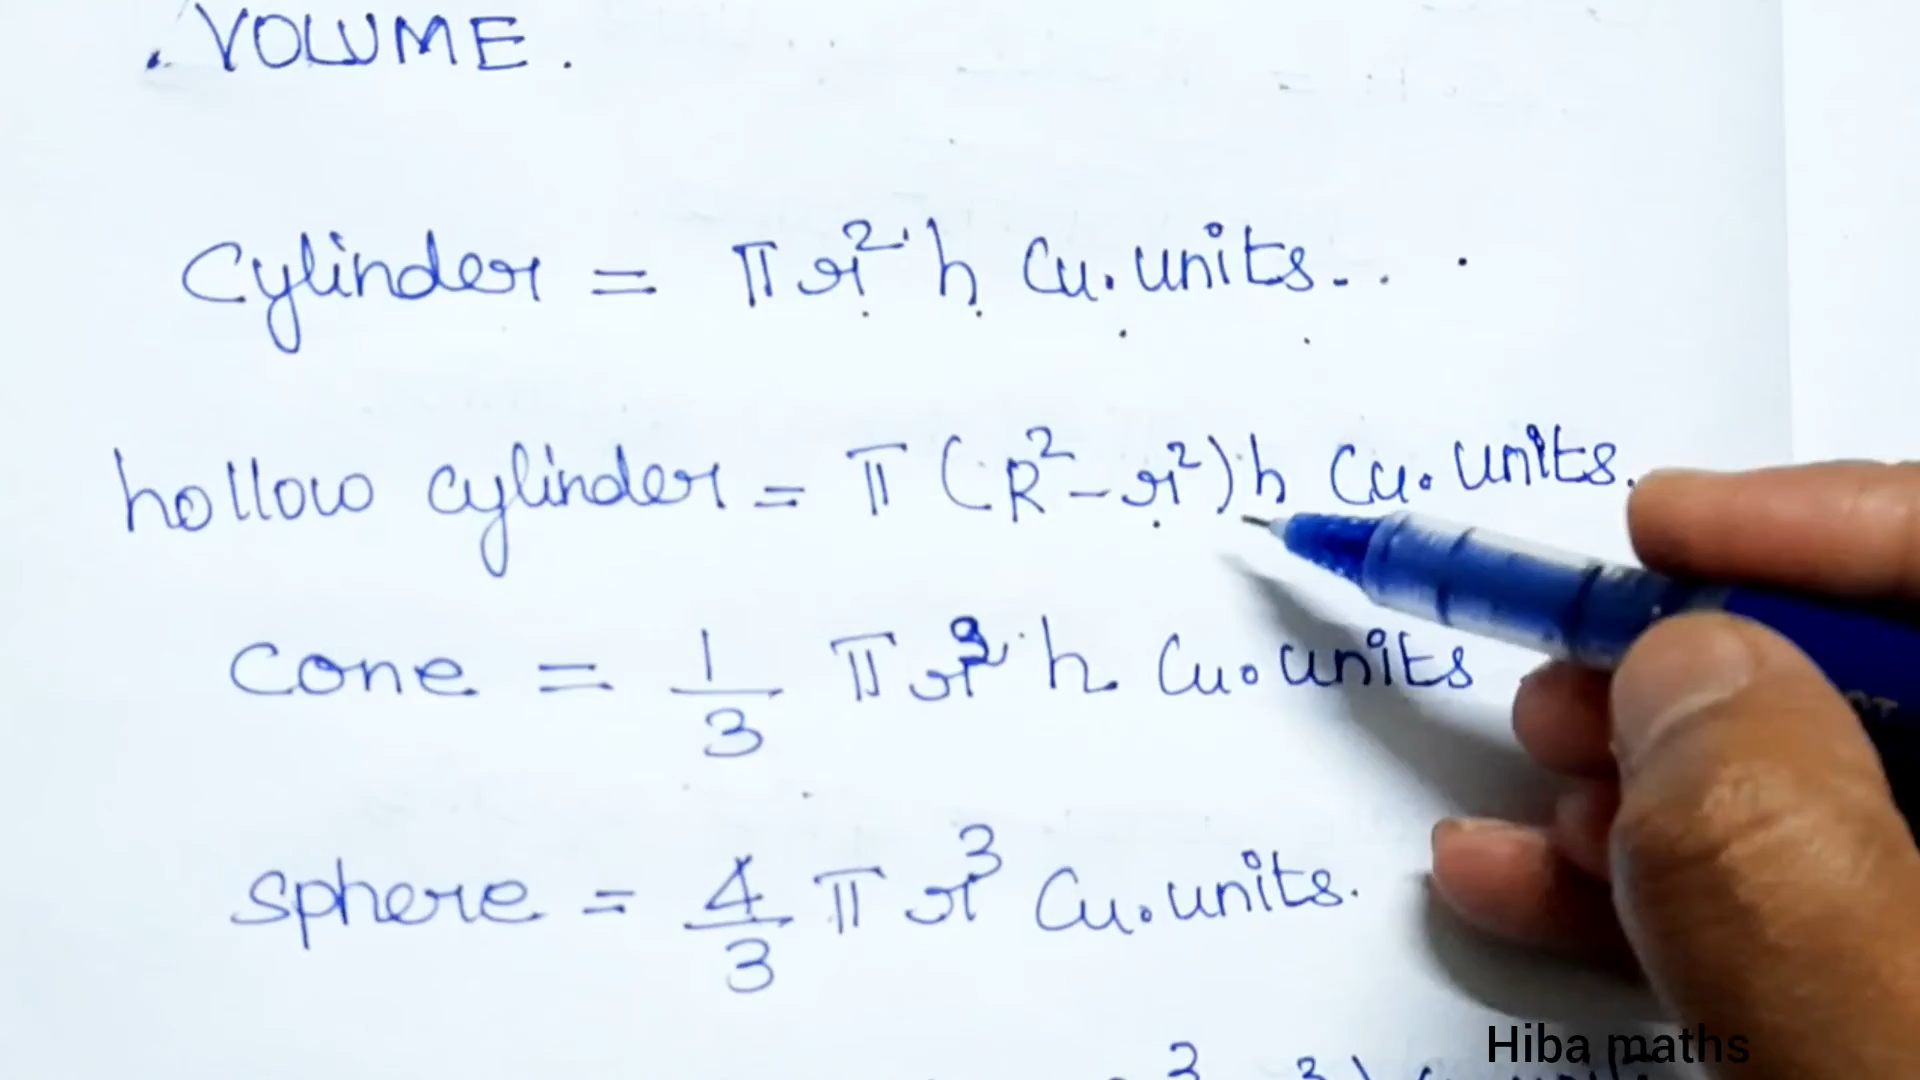 VOLUME.
Cylinder = πr²h Cu. units..
hollow cylinder = π(R²-r²)h Cu. units.
Cone = 1/3 πr²h Cu. units
Sphere = 4/3 πr³ Cu. units.
Hiba maths